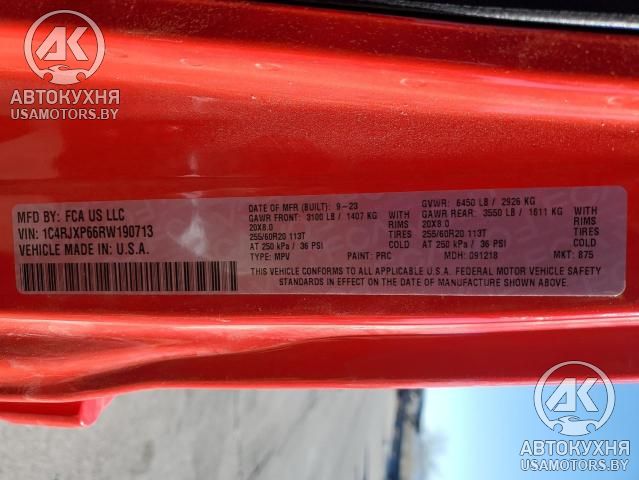 AK
АВТОКУХНЯ
USAMOTORS.BY
MFD BY: FCA US LLC
VIN: 1C4RJXP66RW190713
VEHICLE MADE IN U.S.A.
DATE OF MFR (BUILT): 9-23 GVWR: 6450 LB / 2926 KG
GAWR FRONT: 3100 LB / 1407 KG WITH GAWR REAR: 3550 LB / 1611 KG WITH
20X8.0 RIMS 20X8.0 RIMS
255/60R20 113T TIRES 255/60R20 113T TIRES
AT 250 kPa / 36 PSI COLD AT 250 kPa / 36 PSI COLD
TYPE: MPV PAINT: PRC MDH: 091218 MKT: 875
THIS VEHICLE CONFORMS TO ALL APPLICABLE U.S.A. FEDERAL MOTOR VEHICLE SAFETY
STANDARDS IN EFFECT ON THE DATE OF MANUFACTURE SHOWN ABOVE.
AK
АВТОКУХНЯ
USAMOTORS.BY